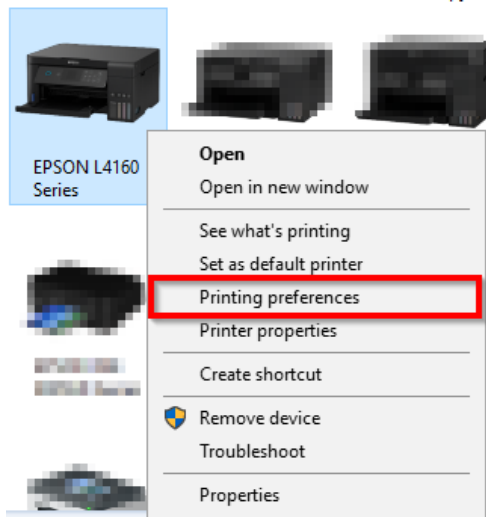 EPSON L4160
Series
Open
Open in new window
See what's printing
Set as default printer
Printing preferences
Printer properties
Create shortcut
Remove device
Troubleshoot
Properties